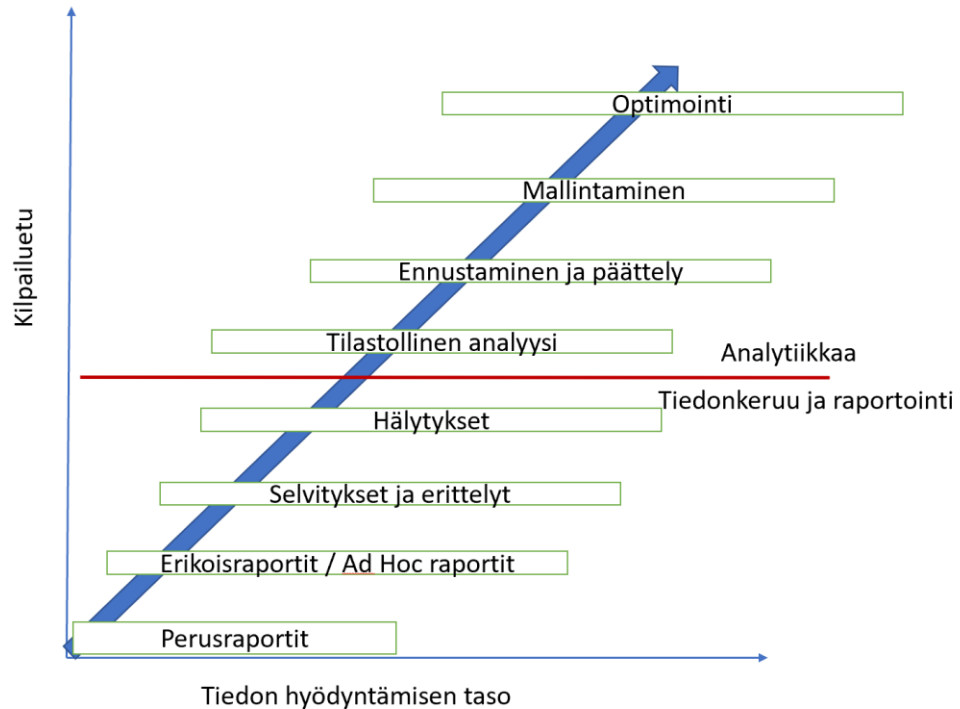 Optimointi
Mallintaminen
Ennustaminen ja päättely
Kilpailuetu
Tilastollinen analyysi
Analytiikkaa
Tiedonkeruu ja raportointi
Hälytykset
Selvitykset ja erittelyt
Erikoisraportit / Ad Hoc raportit
Perusraportit
Tiedon hyödyntämisen taso